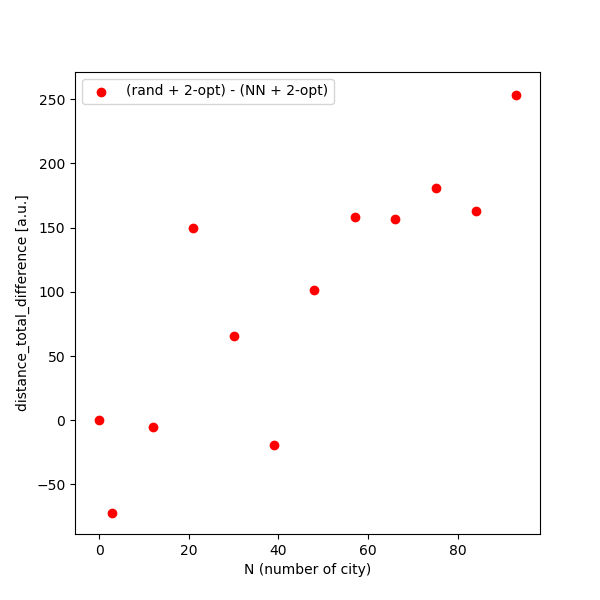 (rand + 2-opt) - (NN + 2-opt)
250
200
150
100
50
0
−50
distance_total_difference [a.u.]
0 20 40 60 80
N (number of city)